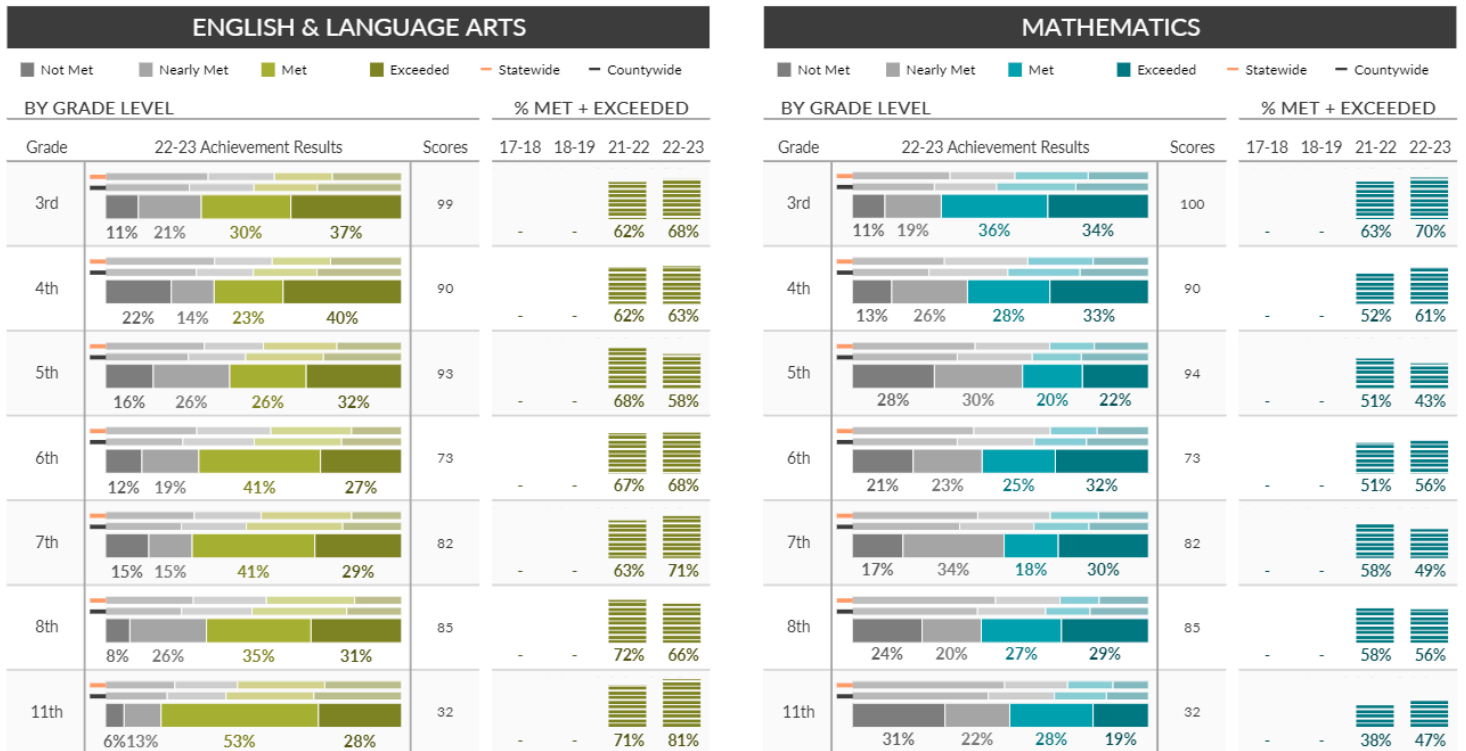 ENGLISH & LANGUAGE ARTS
Not Met Nearly Met Met Exceeded Statewide Countywide
BY GRADE LEVEL % MET + EXCEEDED
Grade 22-23 Achievement Results Scores 17-18 18-19 21-22 22-23
3rd 99
11% 21% 30% 37% - - 62% 68%
4th 90
22% 14% 23% 40% - - 62% 63%
5th 93
16% 26% 26% 32% - - 68% 58%
6th 73
12% 19% 41% 27% - - 67% 68%
7th 82
15% 15% 41% 29% - - 63% 71%
8th 85
8% 26% 35% 31% - - 72% 66%
11th 32
6% 13% 53% 28% - - 71% 81%
MATHEMATICS
Not Met Nearly Met Met Exceeded Statewide Countywide
BY GRADE LEVEL % MET + EXCEEDED
Grade 22-23 Achievement Results Scores 17-18 18-19 21-22 22-23
3rd 100
11% 19% 36% 34% - - 63% 70%
4th 90
13% 26% 28% 33% - - 52% 61%
5th 94
28% 30% 20% 22% - - 51% 43%
6th 73
21% 23% 25% 32% - - 51% 56%
7th 82
17% 34% 18% 30% - - 58% 49%
8th 85
24% 20% 27% 29% - - 58% 56%
11th 32
31% 22% 28% 19% - - 38% 47%